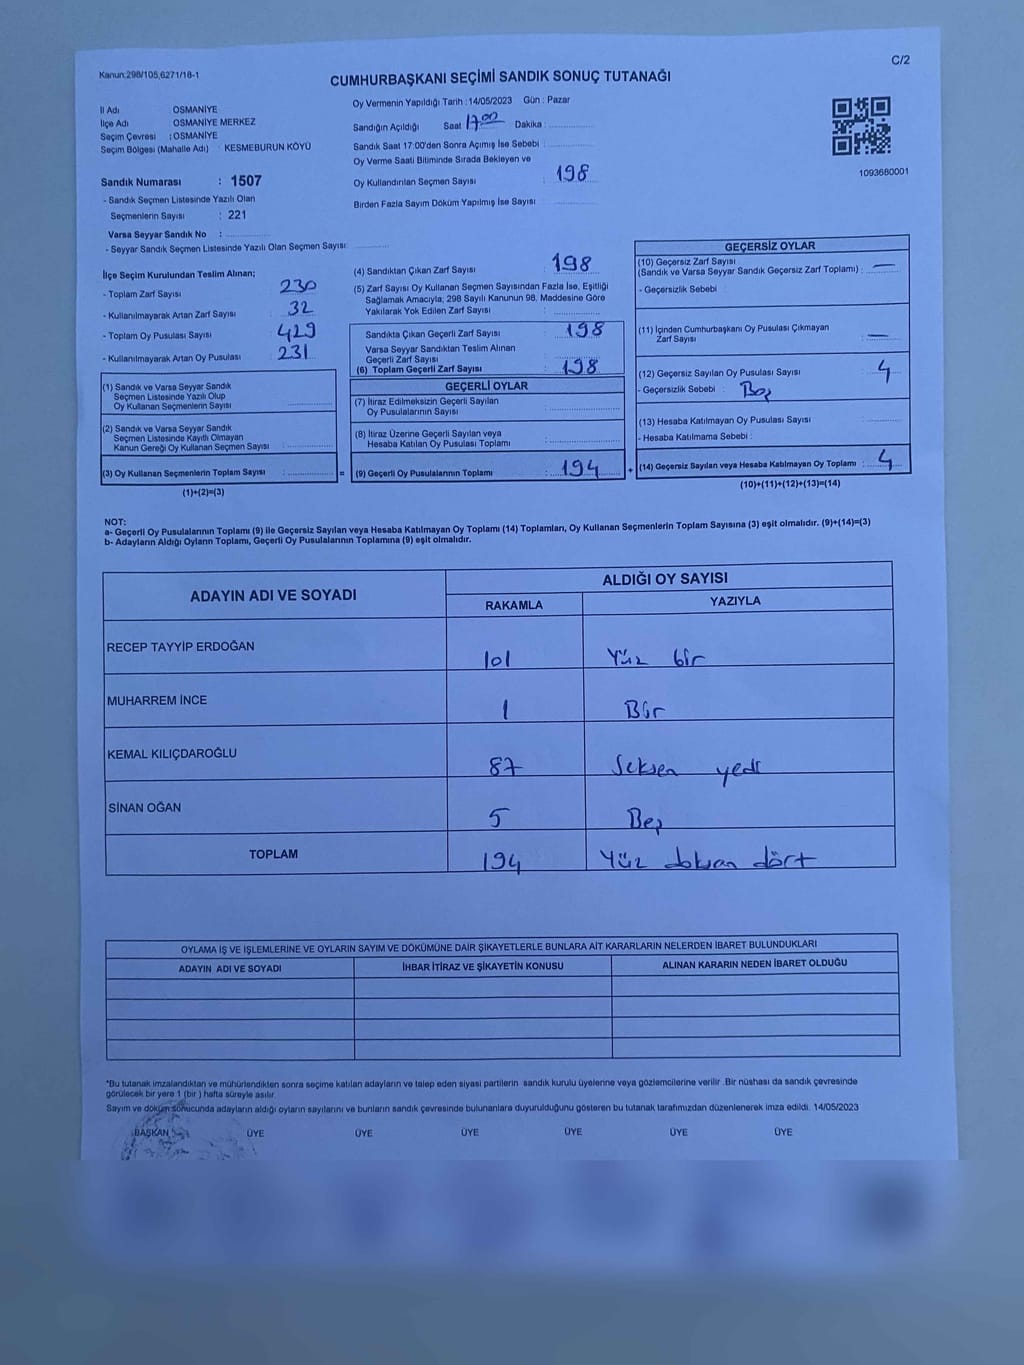 C/2
Kanun:298/105,6271/18-1
CUMHURBAŞKANI SEÇİMİ SANDIK SONUÇ TUTANAĞI
İl Adı OSMANİYE
İlçe Adı OSMANİYE MERKEZ
Seçim Çevresi : OSMANİYE
Seçim Bölgesi (Mahalle Adı) KESMEBURUN KÖYÜ
Sandık Numarası : 1507
- Sandık Seçmen Listesinde Yazılı Olan
Seçmenlerin Sayısı : 221
Varsa Seyyar Sandık No :
- Seyyar Sandık Seçmen Listesinde Yazılı Olan Seçmen Sayısı:
Oy Vermenin Yapıldığı Tarih : 14/05/2023 Gün : Pazar
Sandığın Açıldığı Saat 17.00 Dakika :
Sandık Saat 17:00'den Sonra Açımış İse Sebebi :
Oy Verme Saati Bitiminde Sırada Bekleyen ve
Oy Kullandırılan Seçmen Sayısı : 198
Birden Fazla Sayım Döküm Yapılmış İse Sayısı :
1093680001
İlçe Seçim Kurulundan Teslim Alınan;
- Toplam Zarf Sayısı : 230
- Kullanılmayarak Artan Zarf Sayısı : 32
- Toplam Oy Pusulası Sayısı : 429
- Kullanılmayarak Artan Oy Pusulası : 231
(1) Sandık ve Varsa Seyyar Sandık
Seçmen Listesinde Yazılı Olup
Oy Kullanan Seçmenlerin Sayısı :
(2) Sandık ve Varsa Seyyar Sandık
Seçmen Listesinde Kayıtlı Olmayan
Kanun Gereği Oy Kullanan Seçmen Sayısı :
(3) Oy Kullanan Seçmenlerin Toplam Sayısı : =
(1)+(2)=(3)
(4) Sandıktan Çıkan Zarf Sayısı : 198
(5) Zarf Sayısı Oy Kullanan Seçmen Sayısından Fazla İse, Eşitliği
Sağlamak Amacıyla; 298 Sayılı Kanunun 98. Maddesine Göre
Yakılarak Yok Edilen Zarf Sayısı :
Sandıkta Çıkan Geçerli Zarf Sayısı : 198
Varsa Seyyar Sandıktan Teslim Alınan
Geçerli Zarf Sayısı :
(6) Toplam Geçerli Zarf Sayısı : 198
GEÇERLİ OYLAR
(7) İtiraz Edilmeksizin Geçerli Sayılan
Oy Pusulalarının Sayısı :
(8) İtiraz Üzerine Geçerli Sayılan veya
Hesaba Katılan Oy Pusulası Toplamı :
(9) Geçerli Oy Pusulalarının Toplamı : 194 +
GEÇERSİZ OYLAR
(10) Geçersiz Zarf Sayısı
(Sandık ve Varsa Seyyar Sandık Geçersiz Zarf Toplamı) : —
- Geçersizlik Sebebi :
(11) İçinden Cumhurbaşkanı Oy Pusulası Çıkmayan
Zarf Sayısı : —
(12) Geçersiz Sayılan Oy Pusulası Sayısı : 4
- Geçersizlik Sebebi : Boş
(13) Hesaba Katılmayan Oy Pusulası Sayısı :
- Hesaba Katılmama Sebebi :
(14) Geçersiz Sayılan veya Hesaba Katılmayan Oy Toplamı : 4
(10)+(11)+(12)+(13)=(14)
NOT:
a- Geçerli Oy Pusulalarının Toplamı (9) ile Geçersiz Sayılan veya Hesaba Katılmayan Oy Toplamı (14) Toplamları, Oy Kullanan Seçmenlerin Toplam Sayısına (3) eşit olmalıdır. (9)+(14)=(3)
b- Adayların Aldığı Oyların Toplamı, Geçerli Oy Pusulalarının Toplamına (9) eşit olmalıdır.
ADAYIN ADI VE SOYADI ALDIĞI OY SAYISI
RAKAMLA YAZIYLA
RECEP TAYYİP ERDOĞAN 101 Yüz bir
MUHARREM İNCE 1 Bir
KEMAL KILIÇDAROĞLU 87 Seksen yedi
SİNAN OĞAN 5 Beş
TOPLAM 194 Yüz doksan dört
OYLAMA İŞ VE İŞLEMLERİNE VE OYLARIN SAYIM VE DÖKÜMÜNE DAİR ŞİKAYETLERLE BUNLARA AİT KARARLARIN NELERDEN İBARET BULUNDUKLARI
ADAYIN ADI VE SOYADI İHBAR İTİRAZ VE ŞİKAYETİN KONUSU ALINAN KARARIN NEDEN İBARET OLDUĞU
*Bu tutanak imzalandıktan ve mühürlendikten sonra seçime katılan adayların ve talep eden siyasi partilerin sandık kurulu üyelerine veya gözlemcilerine verilir. Bir nüshası da sandık çevresinde
görülecek bir yere 1 (bir ) hafta süreyle asılır.
Sayım ve döküm sonucunda adayların aldığı oyların sayılarını ve bunların sandık çevresinde bulunanlara duyurulduğunu gösteren bu tutanak tarafımızdan düzenlenerek imza edildi. 14/05/2023
BAŞKAN ÜYE ÜYE ÜYE ÜYE ÜYE ÜYE